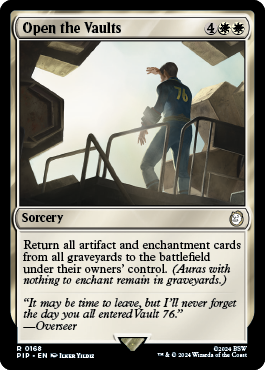 Open the Vaults 4
76
Sorcery
Return all artifact and enchantment cards
from all graveyards to the battlefield
under their owners' control. (Auras with
nothing to enchant remain in graveyards.)
“It may be time to leave, but I’ll never forget
the day you all entered Vault 76.”
—Overseer
R 0168
PIP • EN ILKER YILDIZ
©2024 BSW
™ & © 2024 Wizards of the Coast